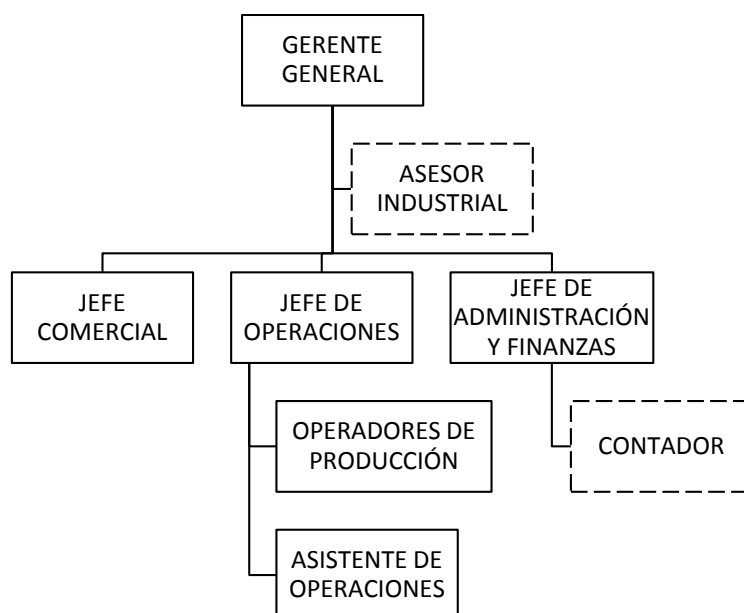 GERENTE
GENERAL
ASESOR
INDUSTRIAL
JEFE
COMERCIAL
JEFE DE
OPERACIONES
JEFE DE
ADMINISTRACIÓN
Y FINANZAS
OPERADORES DE
PRODUCCIÓN
CONTADOR
ASISTENTE DE
OPERACIONES